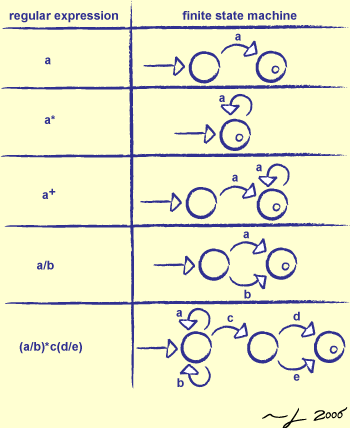 regular expression finite state machine
a
a
a*
a
a+
a
a
a/b
a
b
(a/b)*c(d/e)
a
c
d
b
e
2006